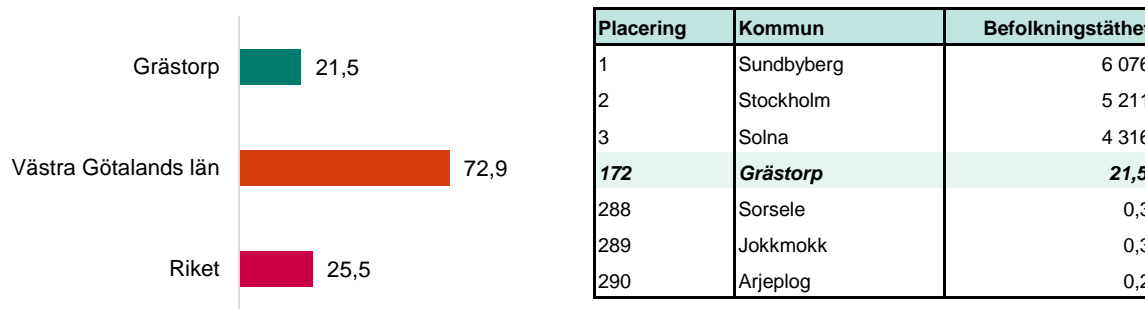 Grästorp 21,5
Västra Götalands län 72,9
Riket 25,5
Placering Kommun Befolkningstäthet
1 Sundbyberg 6 076
2 Stockholm 5 211
3 Solna 4 316
172 Grästorp 21,5
288 Sorsele 0,3
289 Jokkmokk 0,3
290 Arjeplog 0,2